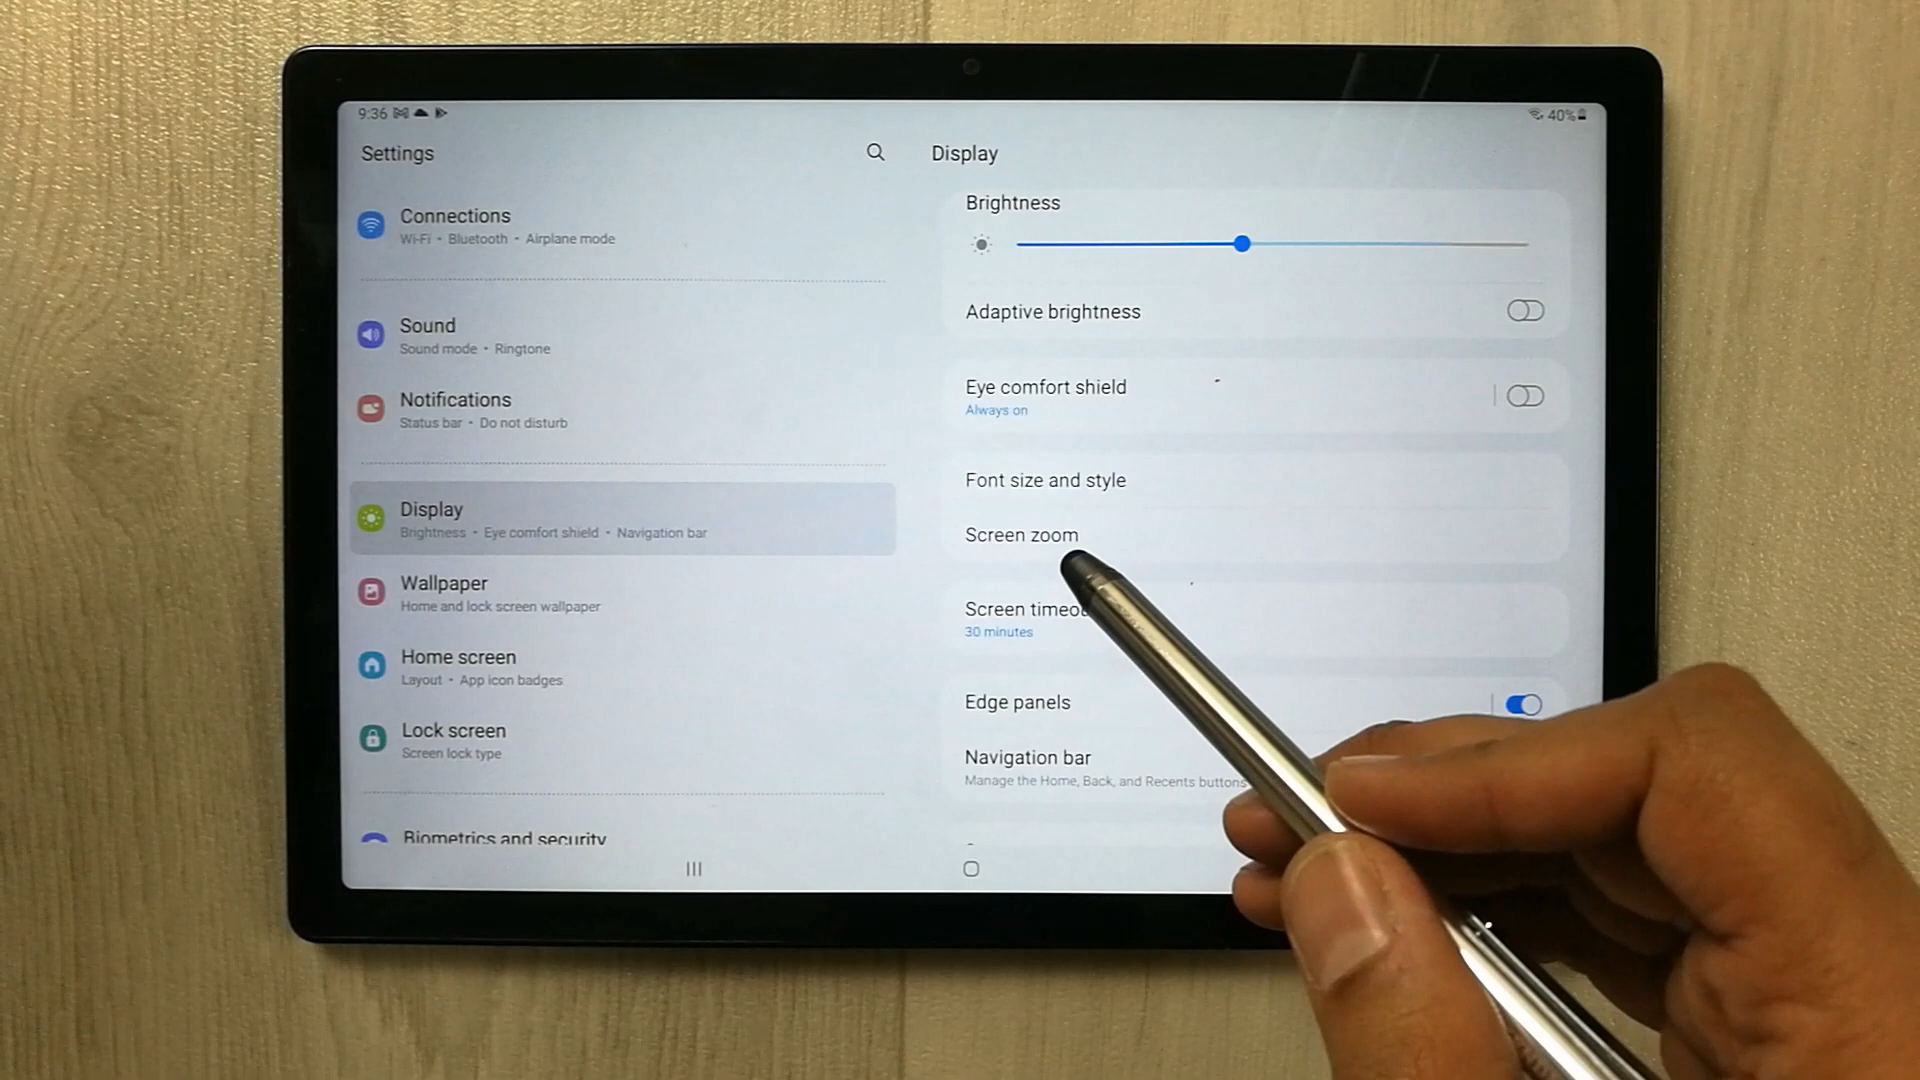 9:36
40%
Settings
Display
Connections
Wi-Fi • Bluetooth • Airplane mode
Sound
Sound mode • Ringtone
Notifications
Status bar • Do not disturb
Display
Brightness • Eye comfort shield • Navigation bar
Wallpaper
Home and lock screen wallpaper
Home screen
Layout • App icon badges
Lock screen
Screen lock type
Biometrics and security
Brightness
Adaptive brightness
Eye comfort shield
Always on
Font size and style
Screen zoom
Screen timeo
30 minutes
Edge panels
Navigation bar
Manage the Home, Back, and Recents buttons